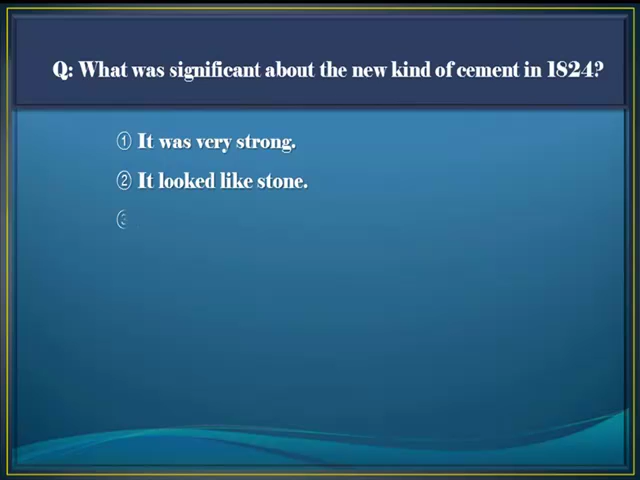 Q: What was significant about the new kind of cement in 1824?
① It was very strong.
② It looked like stone.
③